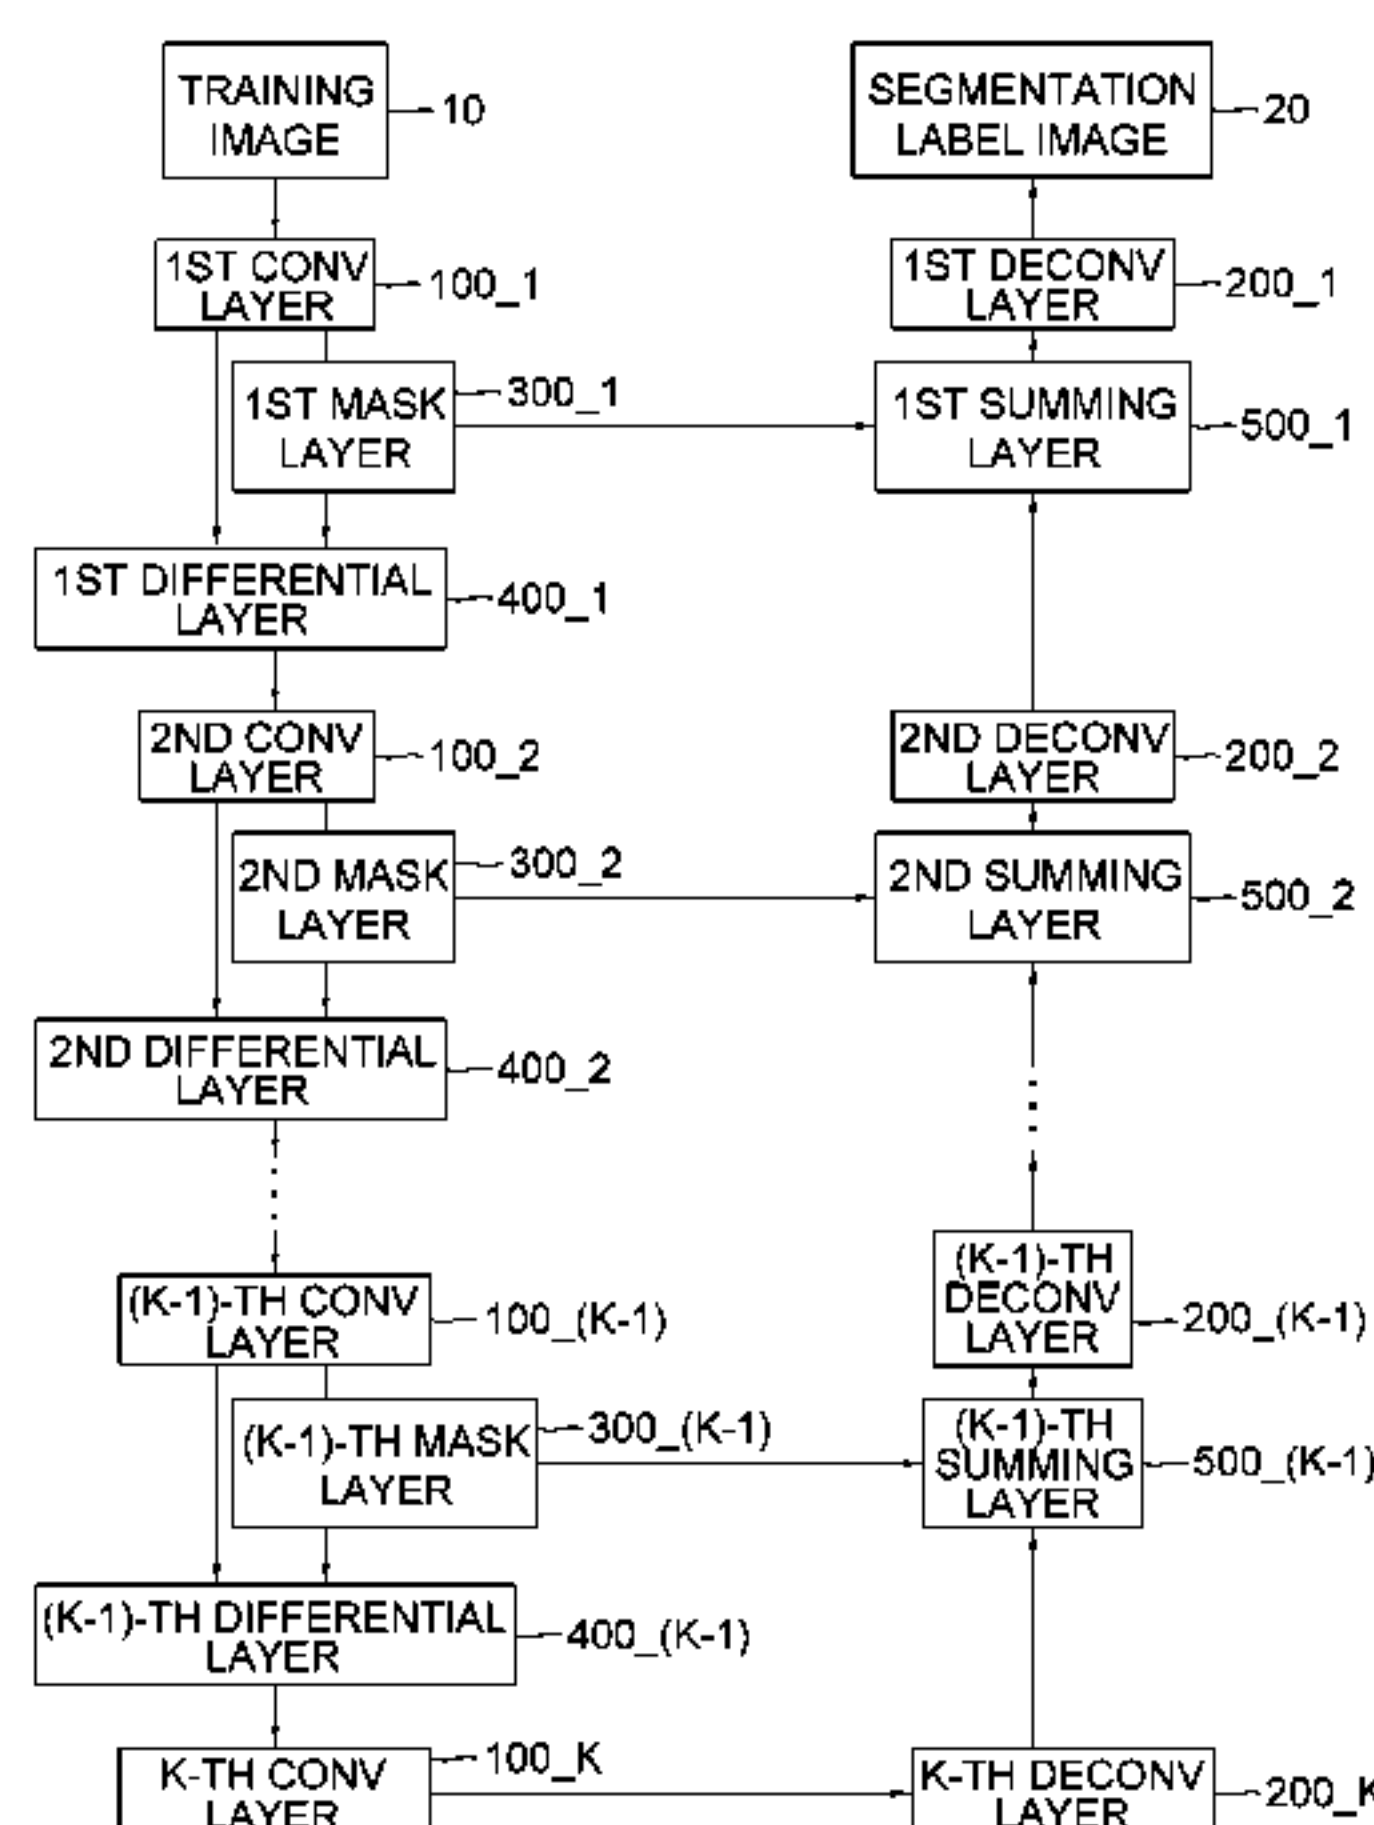 TRAINING
IMAGE
10
SEGMENTATION
LABEL IMAGE
20
1ST CONV
LAYER
100_1
1ST DECONV
LAYER
200_1
1ST MASK
LAYER
300_1
1ST SUMMING
LAYER
500_1
1ST DIFFERENTIAL
LAYER
400_1
2ND CONV
LAYER
100_2
2ND DECONV
LAYER
200_2
2ND MASK
LAYER
300_2
2ND SUMMING
LAYER
500_2
2ND DIFFERENTIAL
LAYER
400_2
(K-1)-TH CONV
LAYER
100_(K-1)
(K-1)-TH
DECONV
LAYER
200_(K-1)
(K-1)-TH MASK
LAYER
300_(K-1)
(K-1)-TH
SUMMING
LAYER
500_(K-1)
(K-1)-TH DIFFERENTIAL
LAYER
400_(K-1)
K-TH CONV
LAYER
100_K
K-TH DECONV
LAYER
200_K